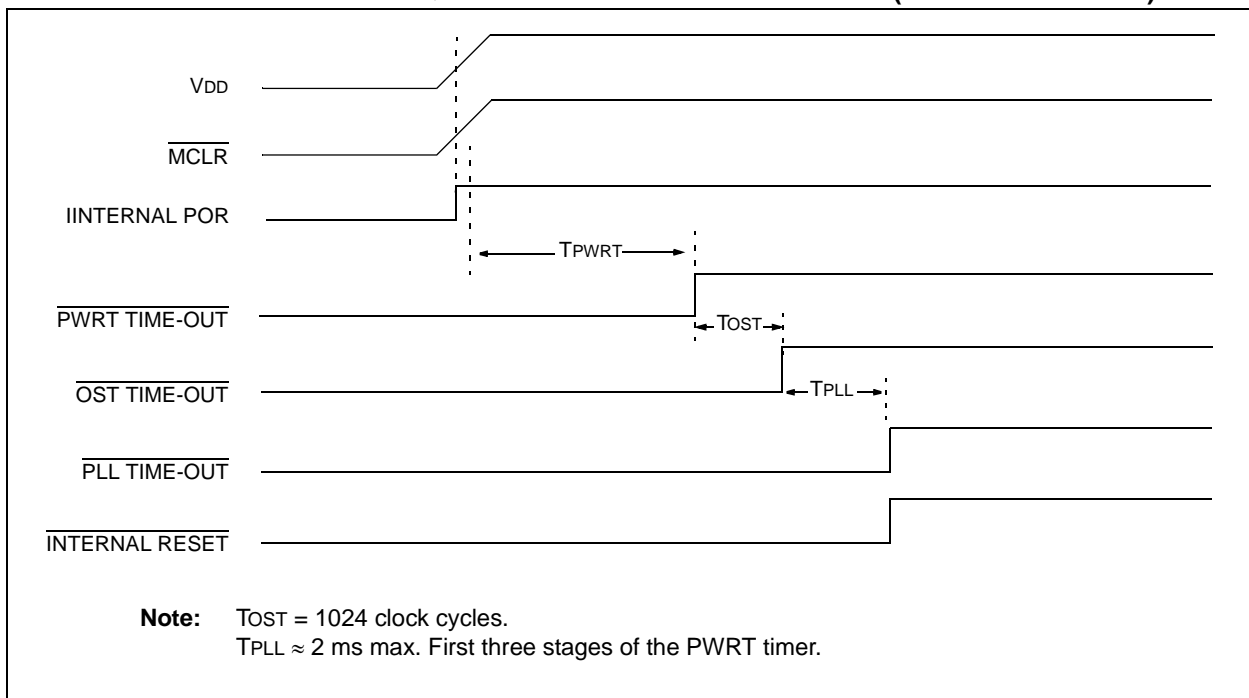 VDD
MCLR
IINTERNAL POR
TPWRT
PWRT TIME-OUT
TOST
OST TIME-OUT
TPLL
PLL TIME-OUT
INTERNAL RESET
Note: TOST = 1024 clock cycles.
TPLL ≈ 2 ms max. First three stages of the PWRT timer.